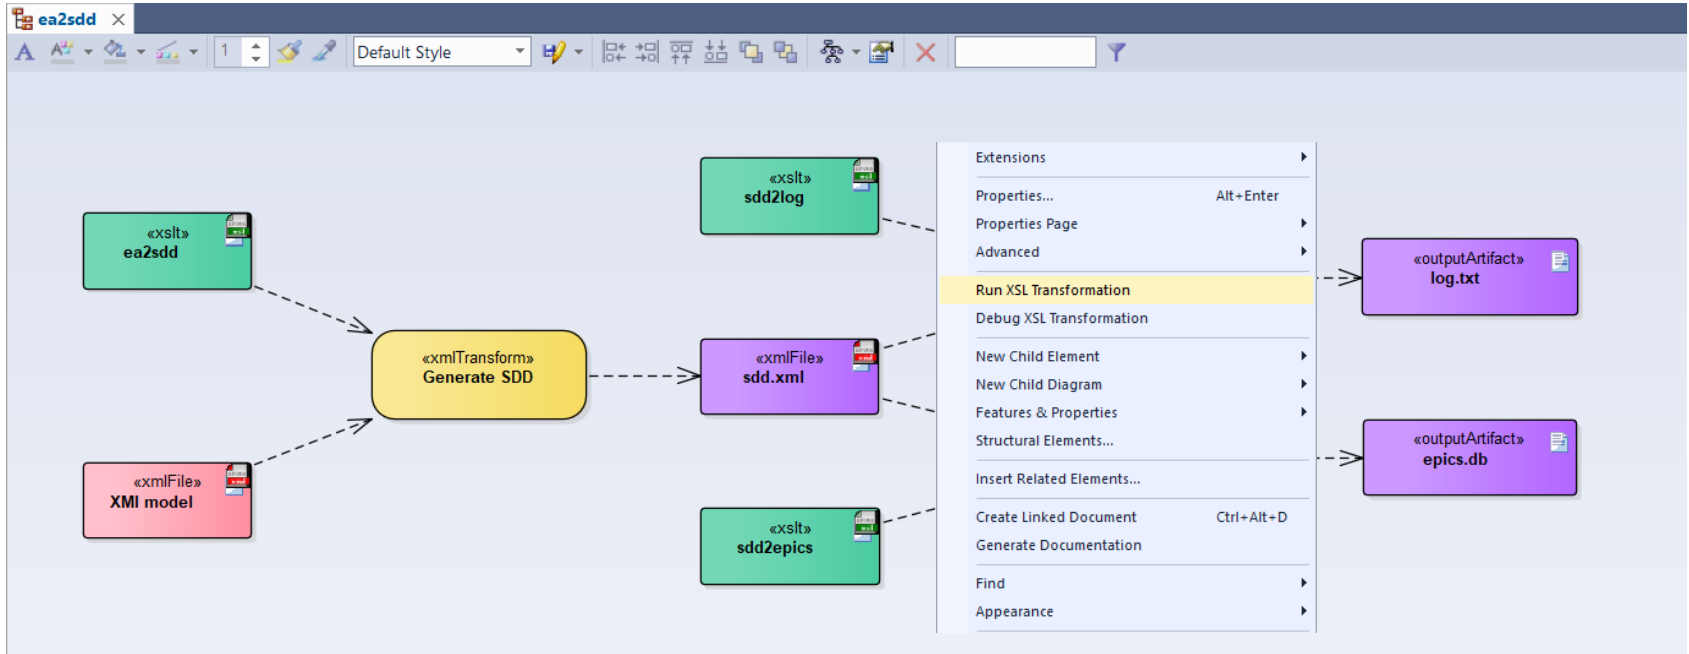 ea2sdd
1
Default Style
«xslt»
ea2sdd
«xmlFile»
XMI model
«xmlTransform»
Generate SDD
«xslt»
sdd2log
«xmlFile»
sdd.xml
«xslt»
sdd2epics
Extensions
Properties... Alt+Enter
Properties Page
Advanced
Run XSL Transformation
Debug XSL Transformation
New Child Element
New Child Diagram
Features & Properties
Structural Elements...
Insert Related Elements...
Create Linked Document Ctrl+Alt+D
Generate Documentation
Find
Appearance
«outputArtifact»
log.txt
«outputArtifact»
epics.db